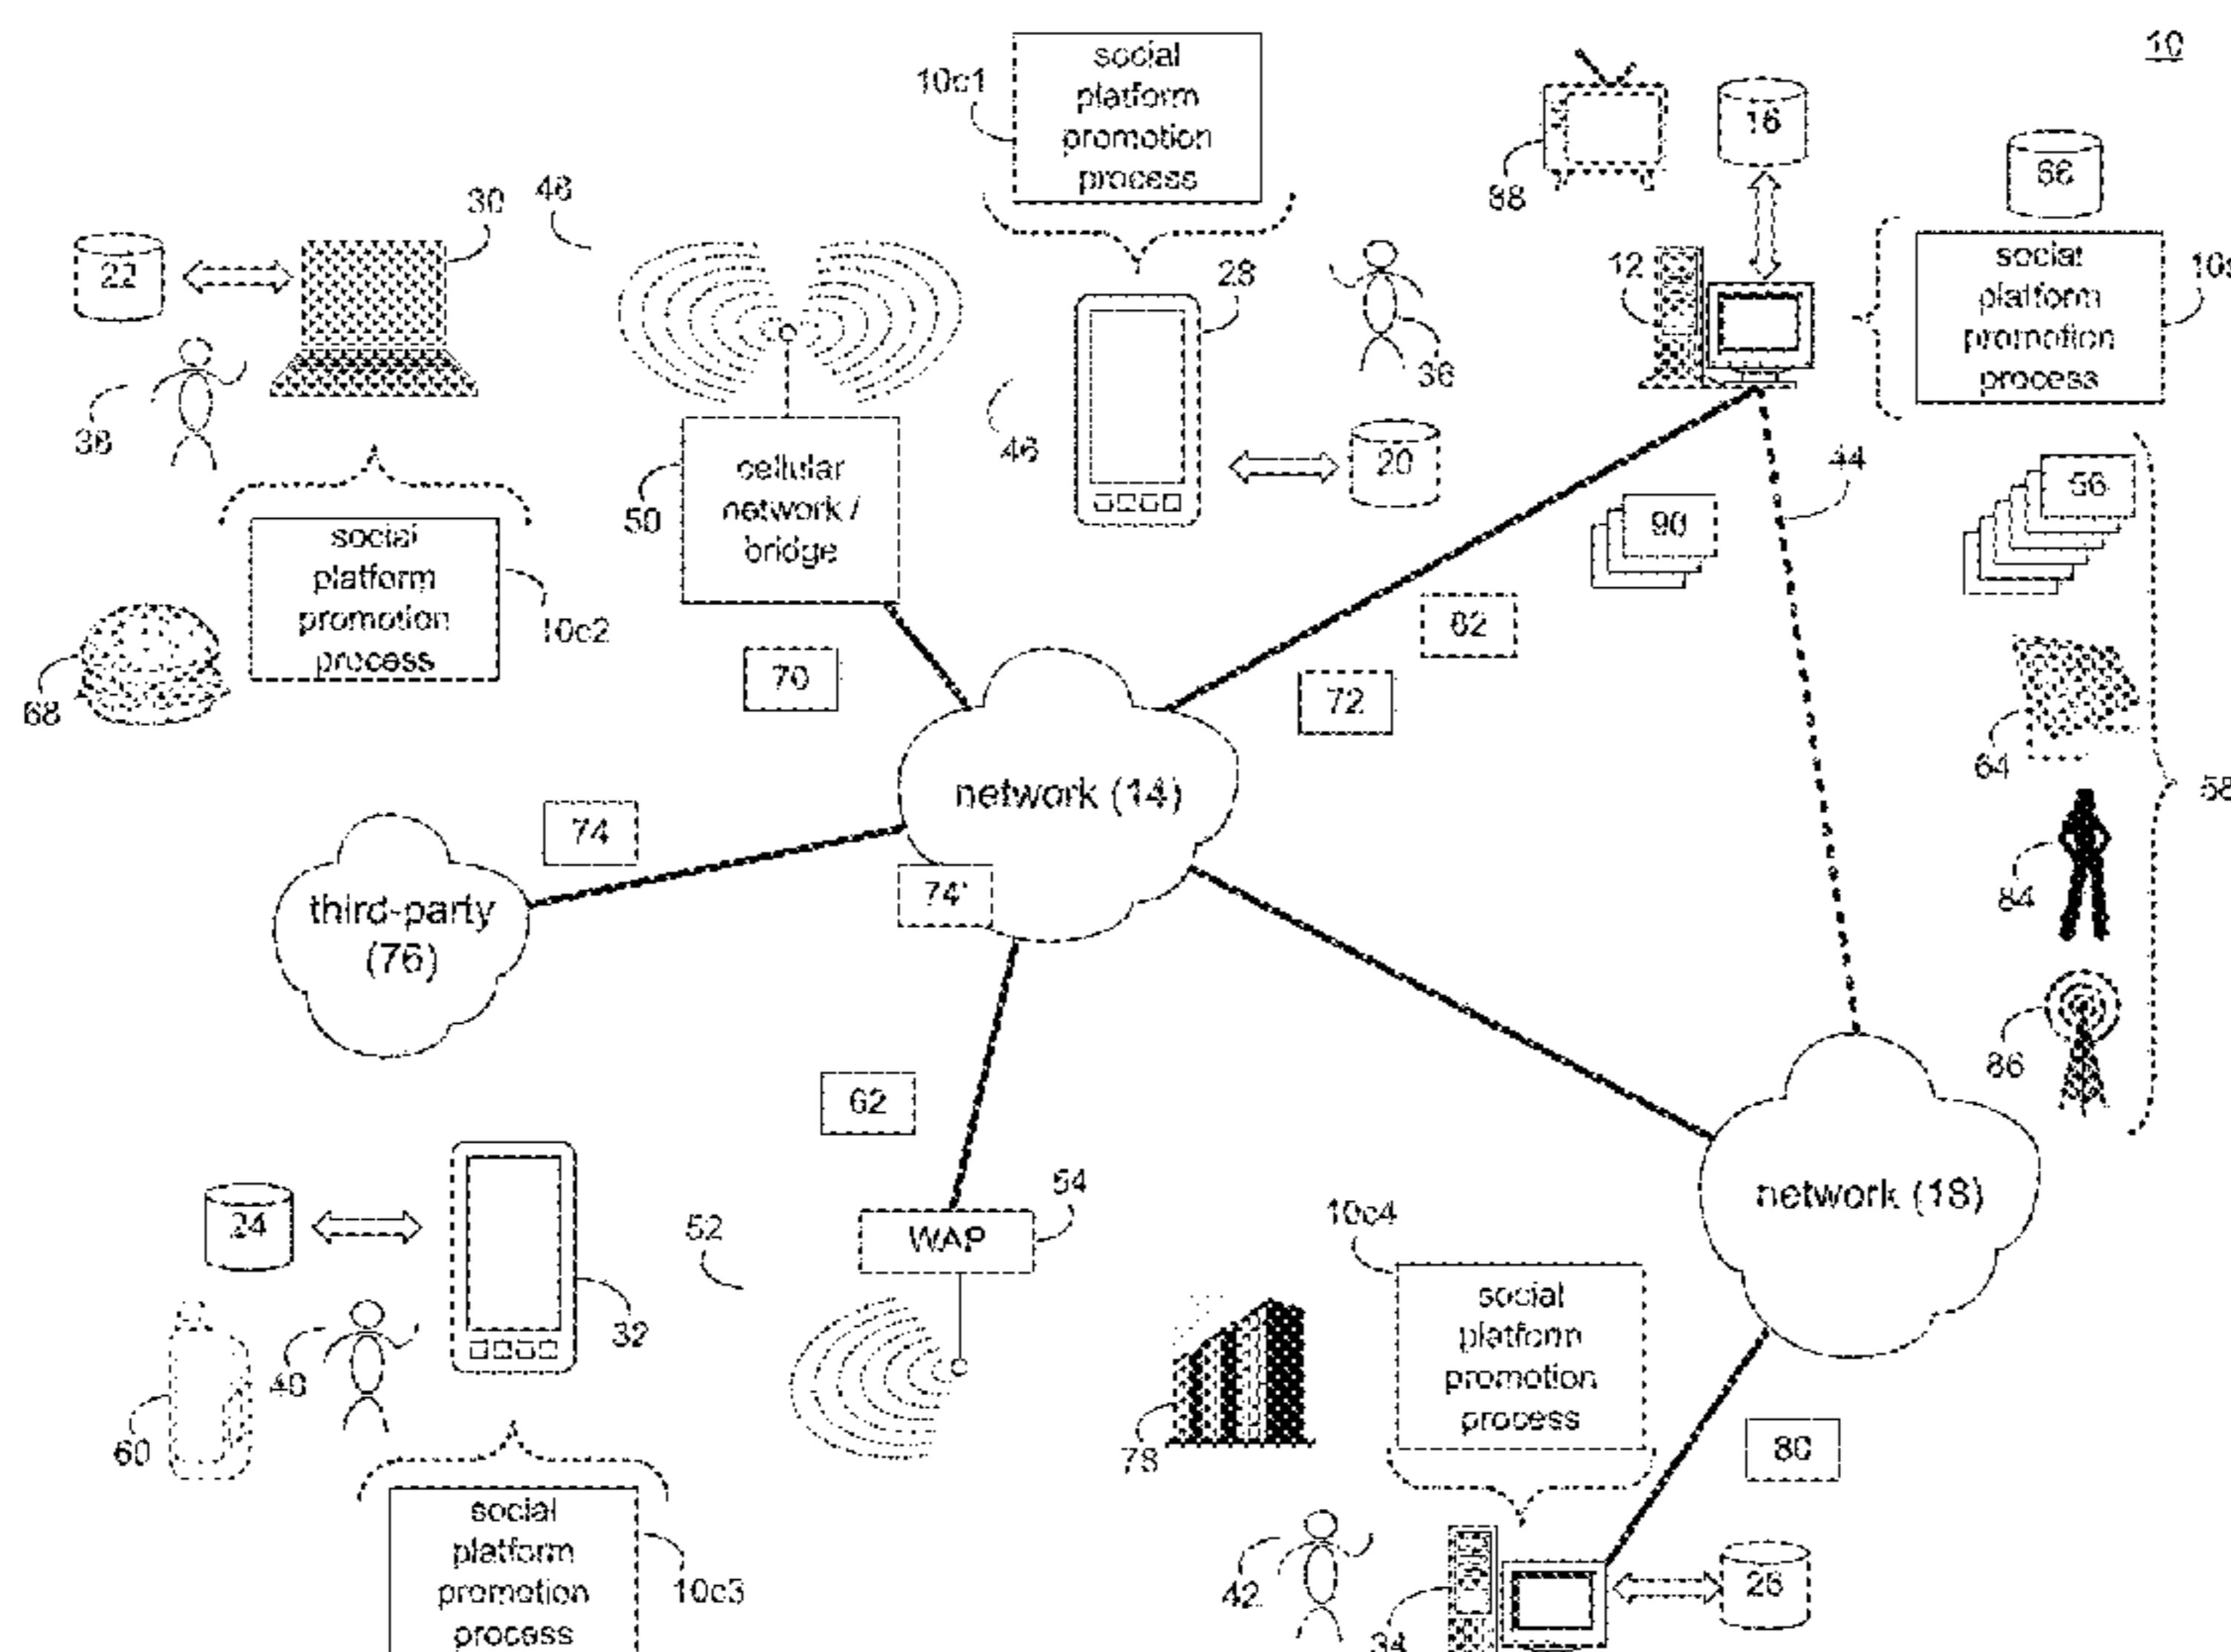 10
social
platform
promotion
process
10c1
88
16
66
social
platform
promotion
process
12
30
48
22
38
28
36
46
20
44
cellular
network /
bridge
50
90
56
social
platform
promotion
process
10c2
68
70
82
72
64
58
network (14)
74
74'
third-party
(76)
84
86
62
network (18)
24
32
52
WAP
54
10c4
social
platform
promotion
process
40
60
78
80
social
platform
promotion
process
10c3
42
34
26